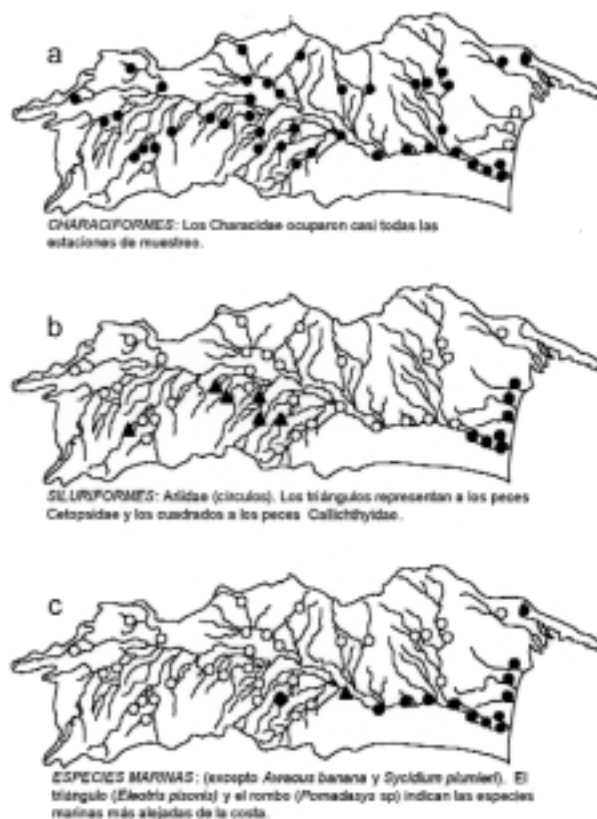 a
CHARACIFORMES: Los Characidae ocuparon casi todas las
estaciones de muestreo.
b
SILURIFORMES: Ariidae (círculos). Los triángulos representan a los peces
Cetopsidae y los cuadrados a los peces Callichthyidae.
c
ESPECIES MARINAS: (excepto Awaous banana y Sycidium plumieri). El
triángulo (Eleotris pisonis) y el rombo (Pomadasys sp) indican las especies
marinas más alejadas de la costa.